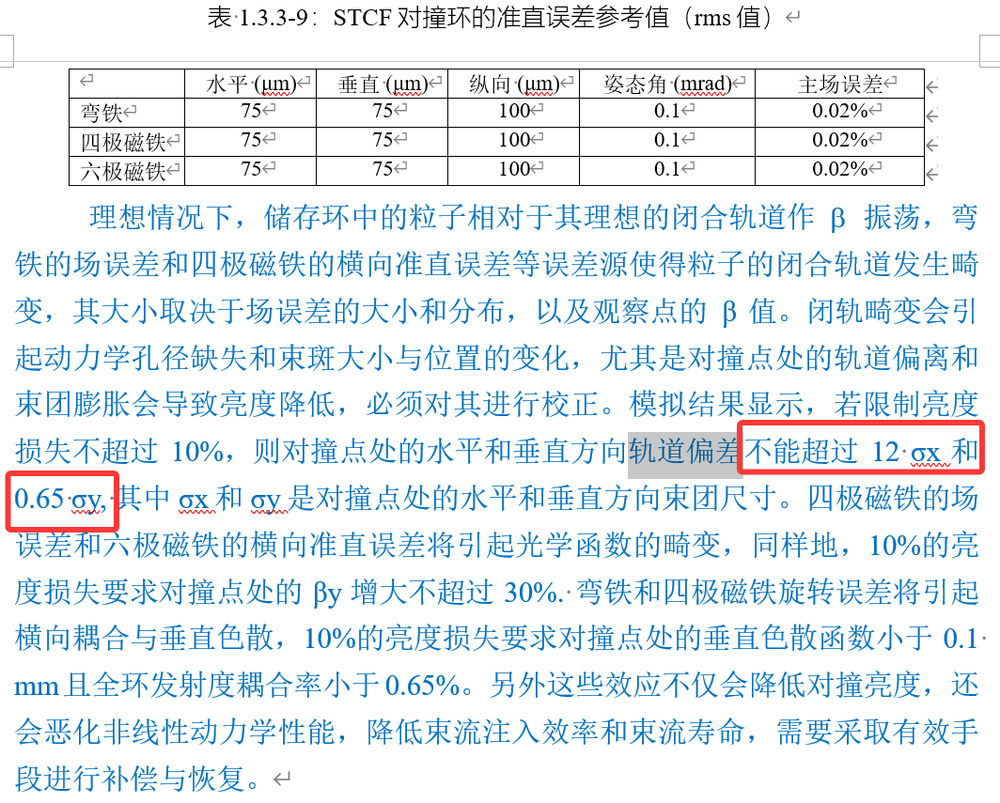 表 1.3.3-9：STCF 对撞环的准直误差参考值（rms 值）
水平 (μm) 垂直 (μm) 纵向 (μm) 姿态角 (mrad) 主场误差
弯铁 75 75 100 0.1 0.02%
四极磁铁 75 75 100 0.1 0.02%
六极磁铁 75 75 100 0.1 0.02%
理想情况下，储存环中的粒子相对于其理想的闭合轨道作 β 振荡，弯
铁的场误差和四极磁铁的横向准直误差等误差源使得粒子的闭合轨道发生畸
变，其大小取决于场误差的大小和分布，以及观察点的 β 值。闭轨畸变会引
起动力学孔径缺失和束斑大小与位置的变化，尤其是对撞点处的轨道偏离和
束团膨胀会导致亮度降低，必须对其进行校正。模拟结果显示，若限制亮度
损失不超过 10%，则对撞点处的水平和垂直方向轨道偏差不能超过 12 σx 和
0.65 σy, 其中 σx 和 σy 是对撞点处的水平和垂直方向束团尺寸。四极磁铁的场
误差和六极磁铁的横向准直误差将引起光学函数的畸变，同样地，10%的亮
度损失要求对撞点处的 βy 增大不超过 30%. 弯铁和四极磁铁旋转误差将引起
横向耦合与垂直色散，10%的亮度损失要求对撞点处的垂直色散函数小于 0.1
mm 且全环发射度耦合率小于 0.65%。另外这些效应不仅会降低对撞亮度，还
会恶化非线性动力学性能，降低束流注入效率和束流寿命，需要采取有效手
段进行补偿与恢复。